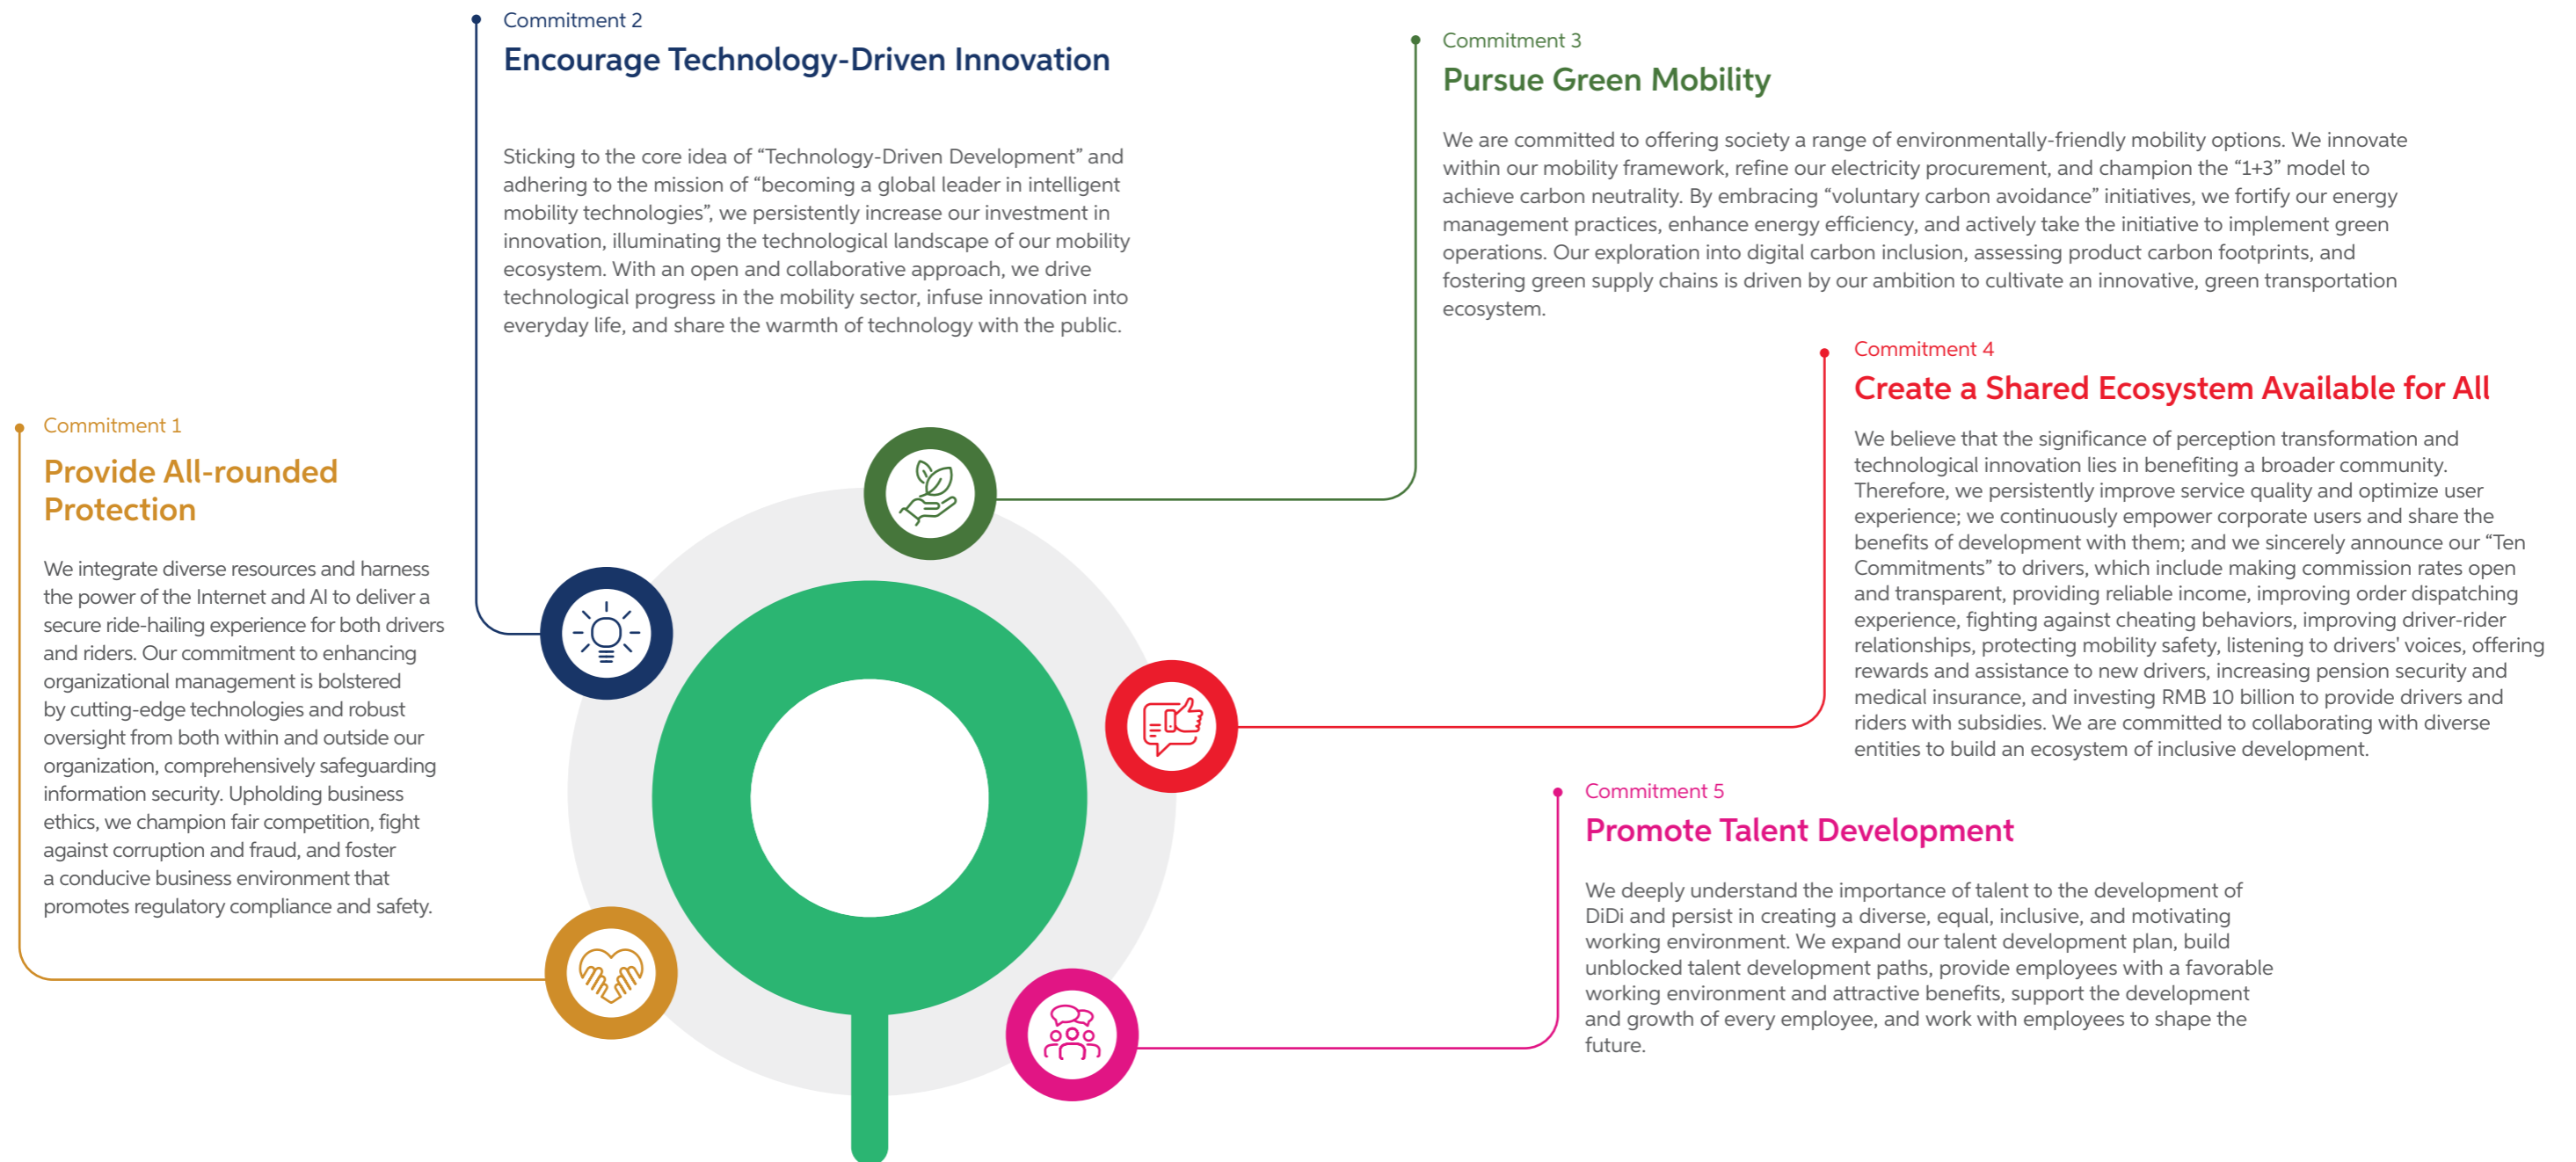 Commitment 1
Provide All-rounded
Protection
We integrate diverse resources and harness
the power of the Internet and AI to deliver a
secure ride-hailing experience for both drivers
and riders. Our commitment to enhancing
organizational management is bolstered
by cutting-edge technologies and robust
oversight from both within and outside our
organization, comprehensively safeguarding
information security. Upholding business
ethics, we champion fair competition, fight
against corruption and fraud, and foster
a conducive business environment that
promotes regulatory compliance and safety.
Commitment 2
Encourage Technology-Driven Innovation
Sticking to the core idea of “Technology-Driven Development” and
adhering to the mission of “becoming a global leader in intelligent
mobility technologies”, we persistently increase our investment in
innovation, illuminating the technological landscape of our mobility
ecosystem. With an open and collaborative approach, we drive
technological progress in the mobility sector, infuse innovation into
everyday life, and share the warmth of technology with the public.
Commitment 3
Pursue Green Mobility
We are committed to offering society a range of environmentally-friendly mobility options. We innovate
within our mobility framework, refine our electricity procurement, and champion the “1+3” model to
achieve carbon neutrality. By embracing “voluntary carbon avoidance” initiatives, we fortify our energy
management practices, enhance energy efficiency, and actively take the initiative to implement green
operations. Our exploration into digital carbon inclusion, assessing product carbon footprints, and
fostering green supply chains is driven by our ambition to cultivate an innovative, green transportation
ecosystem.
Commitment 4
Create a Shared Ecosystem Available for All
We believe that the significance of perception transformation and
technological innovation lies in benefiting a broader community.
Therefore, we persistently improve service quality and optimize user
experience; we continuously empower corporate users and share the
benefits of development with them; and we sincerely announce our “Ten
Commitments” to drivers, which include making commission rates open
and transparent, providing reliable income, improving order dispatching
experience, fighting against cheating behaviors, improving driver-rider
relationships, protecting mobility safety, listening to drivers' voices, offering
rewards and assistance to new drivers, increasing pension security and
medical insurance, and investing RMB 10 billion to provide drivers and
riders with subsidies. We are committed to collaborating with diverse
entities to build an ecosystem of inclusive development.
Commitment 5
Promote Talent Development
We deeply understand the importance of talent to the development of
DiDi and persist in creating a diverse, equal, inclusive, and motivating
working environment. We expand our talent development plan, build
unblocked talent development paths, provide employees with a favorable
working environment and attractive benefits, support the development
and growth of every employee, and work with employees to shape the
future.